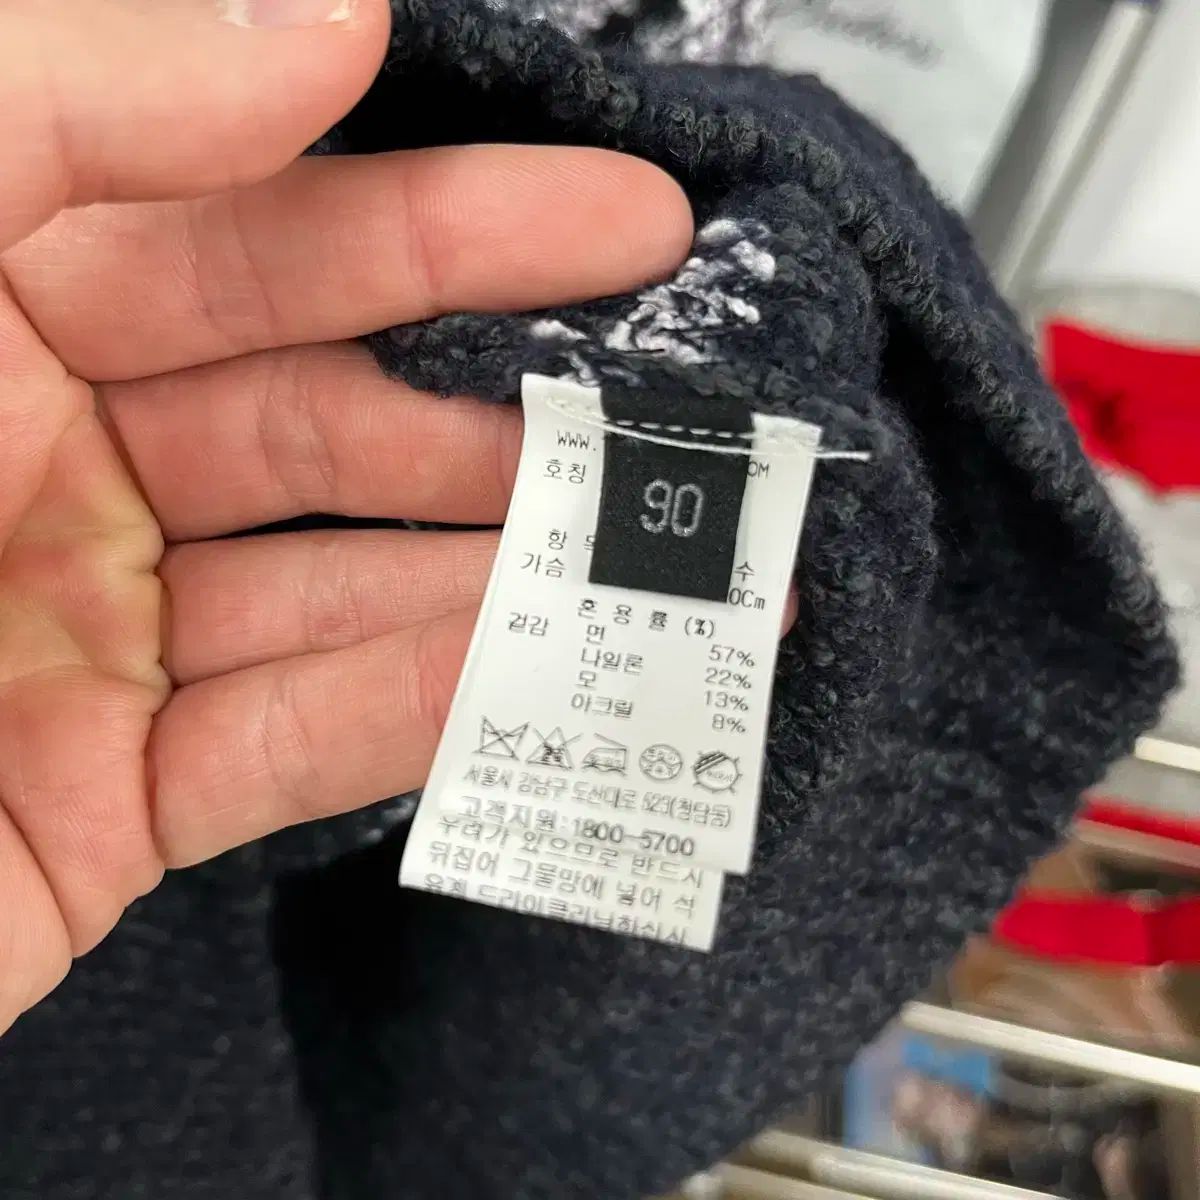 WWW.
OM
호칭
90
항 목
수
가슴
0Cm
혼 용 률 (%)
겉감 면 57%
나일론 22%
모 13%
아크릴 8%
서울시 강남구 도산대로 523(청담동)
고객지원:1800-5700
우려가 있으므로 반드시
뒤집어 그물망에 넣어 석
유계 드라이클리닝하십시